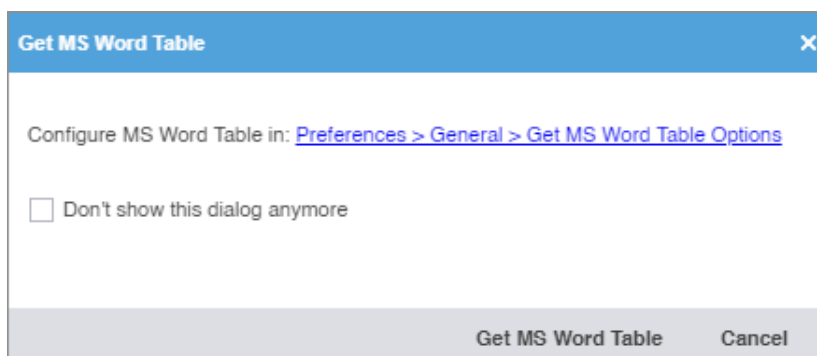 Get MS Word Table
Configure MS Word Table in: Preferences > General > Get MS Word Table Options
Don't show this dialog anymore
Get MS Word Table Cancel